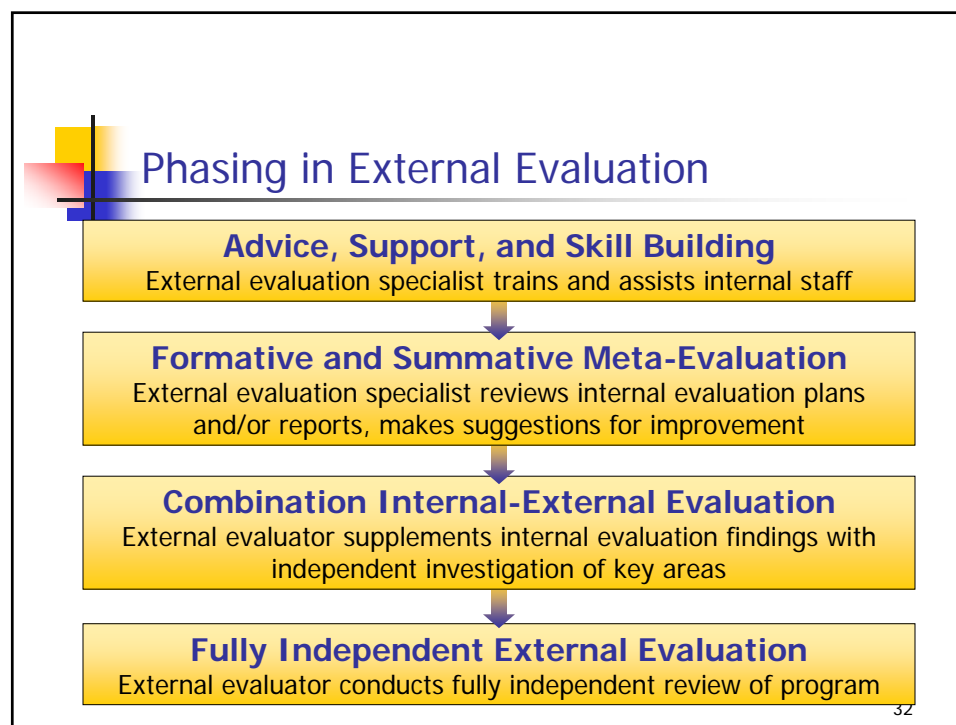 Phasing in External Evaluation
Advice, Support, and Skill Building
External evaluation specialist trains and assists internal staff
Formative and Summative Meta-Evaluation
External evaluation specialist reviews internal evaluation plans
and/or reports, makes suggestions for improvement
Combination Internal-External Evaluation
External evaluator supplements internal evaluation findings with
independent investigation of key areas
Fully Independent External Evaluation
External evaluator conducts fully independent review of program
32